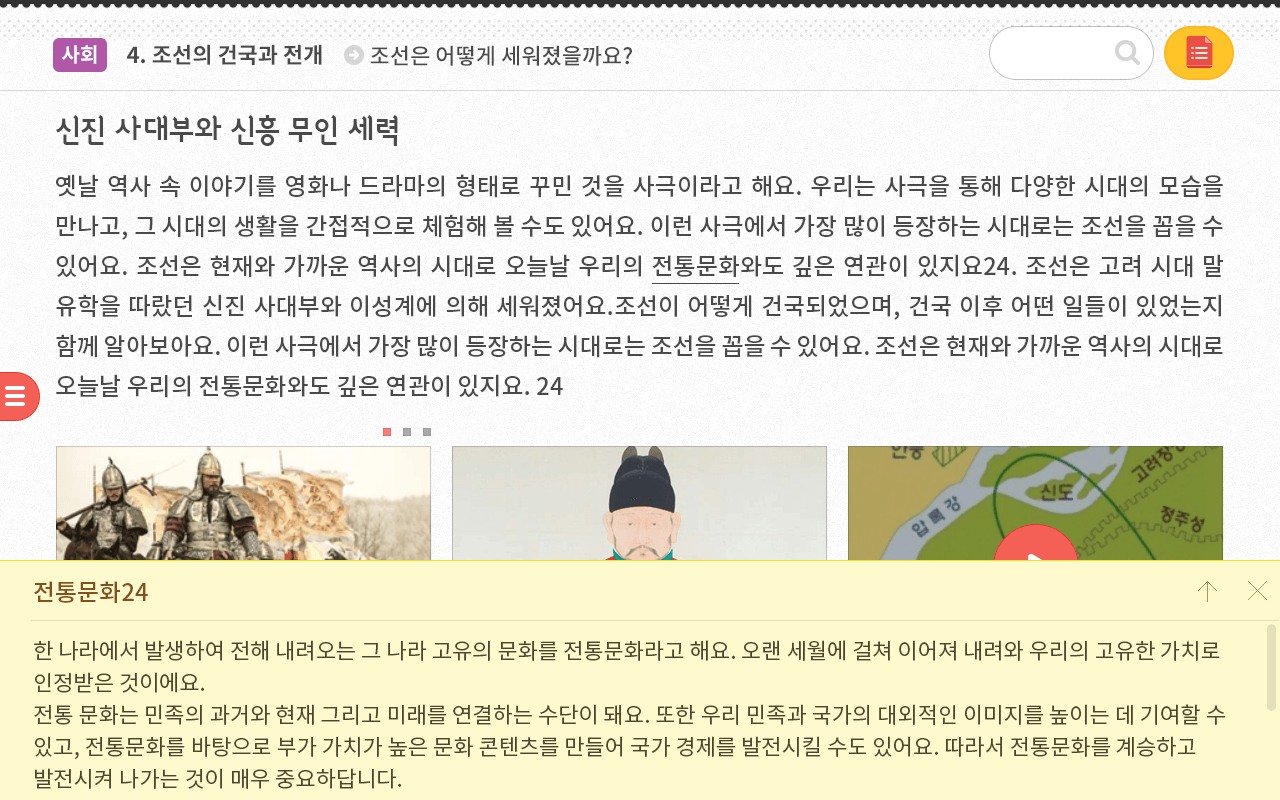 사회 4. 조선의 건국과 전개 조선은 어떻게 세워졌을까요?
신진 사대부와 신흥 무인 세력
옛날 역사 속 이야기를 영화나 드라마의 형태로 꾸민 것을 사극이라고 해요. 우리는 사극을 통해 다양한 시대의 모습을
만나고, 그 시대의 생활을 간접적으로 체험해 볼 수도 있어요. 이런 사극에서 가장 많이 등장하는 시대로는 조선을 꼽을 수
있어요. 조선은 현재와 가까운 역사의 시대로 오늘날 우리의 전통문화와도 깊은 연관이 있지요24. 조선은 고려 시대 말
유학을 따랐던 신진 사대부와 이성계에 의해 세워졌어요.조선이 어떻게 건국되었으며, 건국 이후 어떤 일들이 있었는지
함께 알아보아요. 이런 사극에서 가장 많이 등장하는 시대로는 조선을 꼽을 수 있어요. 조선은 현재와 가까운 역사의 시대로
오늘날 우리의 전통문화와도 깊은 연관이 있지요. 24
고려장성
신도
압록강
정주성
전통문화24
한 나라에서 발생하여 전해 내려오는 그 나라 고유의 문화를 전통문화라고 해요. 오랜 세월에 걸쳐 이어져 내려와 우리의 고유한 가치로
인정받은 것이에요.
전통 문화는 민족의 과거와 현재 그리고 미래를 연결하는 수단이 돼요. 또한 우리 민족과 국가의 대외적인 이미지를 높이는 데 기여할 수
있고, 전통문화를 바탕으로 부가 가치가 높은 문화 콘텐츠를 만들어 국가 경제를 발전시킬 수도 있어요. 따라서 전통문화를 계승하고
발전시켜 나가는 것이 매우 중요하답니다.